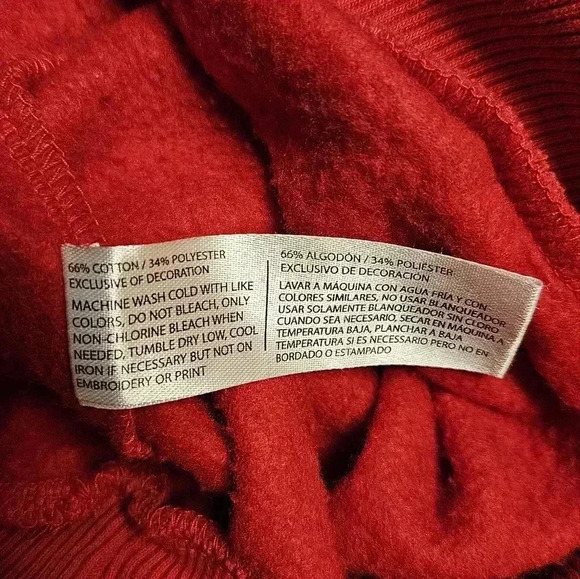 66% COTTON / 34% POLYESTER
EXCLUSIVE OF DECORATION
MACHINE WASH COLD WITH LIKE
COLORS, DO NOT BLEACH, ONLY
NON-CHLORINE BLEACH WHEN
NEEDED, TUMBLE DRY LOW, COOL
IRON IF NECESSARY BUT NOT ON
EMBROIDERY OR PRINT
66% ALGODÓN / 34% POLIESTER
EXCLUSIVO DE DECORACIÓN
LAVAR A MÁQUINA CON AGUA FRÍA Y CON
COLORES SIMILARES, NO USAR BLANQUEADOR,
USAR SOLAMENTE BLANQUEADOR SIN CLORO
CUANDO SEA NECESARIO, SECAR EN MÁQUINA A
TEMPERATURA BAJA, PLANCHAR A BAJA
TEMPERATURA SI ES NECESARIO PERO NO EN
BORDADO O ESTAMPADO